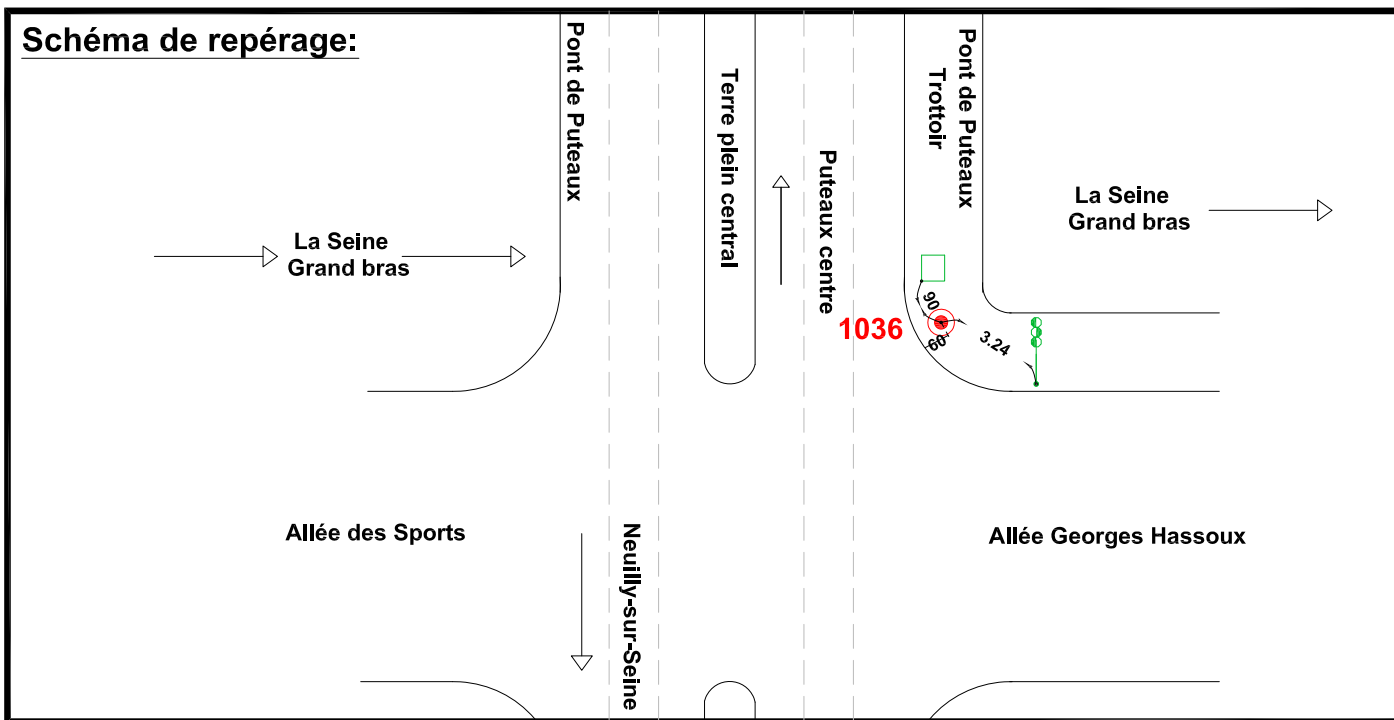 Schéma de repérage:
Pont de Puteaux
Terre plein central
Puteaux centre
Pont de Puteaux
Trottoir
La Seine
Grand bras
La Seine
Grand bras
90
1036
60
3.24
Allée des Sports
Neuilly-sur-Seine
Allée Georges Hassoux